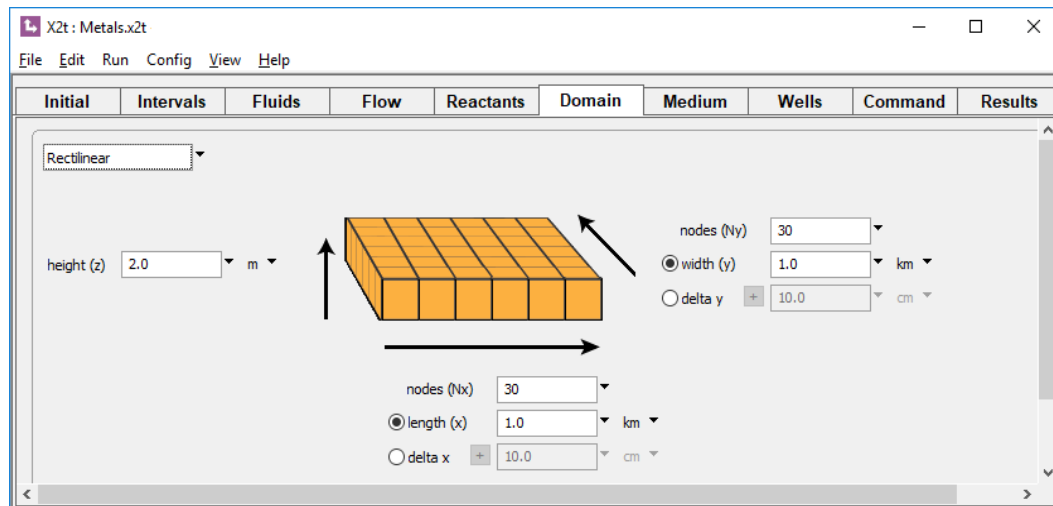 X2t : Metals.x2t
File Edit Run Config View Help
Initial Intervals Fluids Flow Reactants Domain Medium Wells Command Results
Rectilinear
nodes (Ny) 30
height (z) 2.0 m
width (y) 1.0 km
delta y + 10.0 cm
nodes (Nx) 30
length (x) 1.0 km
delta x + 10.0 cm